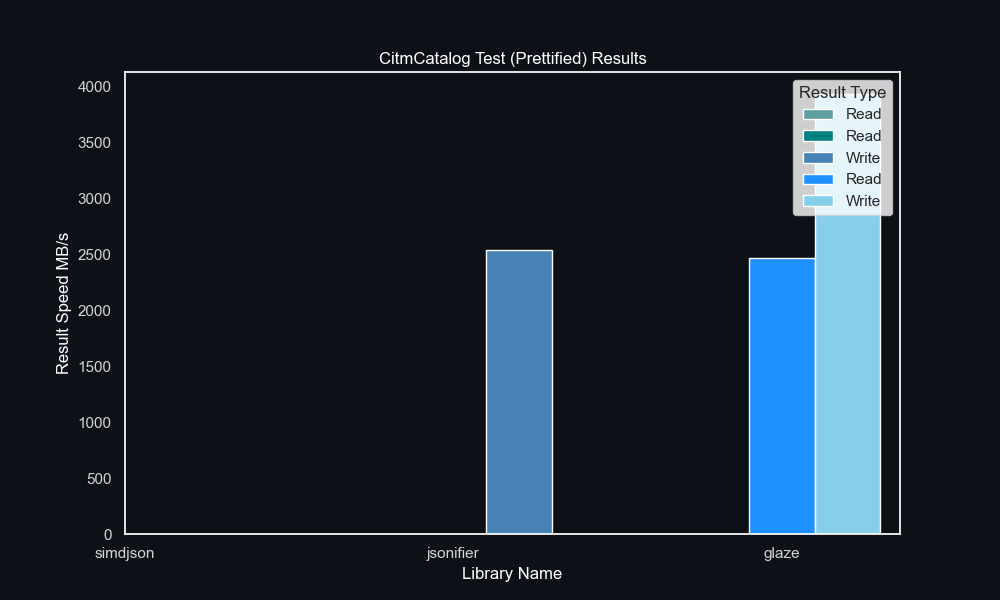 CitmCatalog Test (Prettified) Results
Result Type
Read
Read
Write
Read
Write
4000
3500
3000
2500
2000
1500
1000
500
0
Result Speed MB/s
simdjson
jsonifier
glaze
Library Name